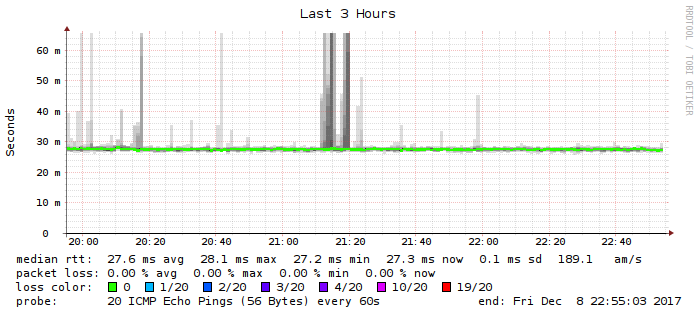 Last 3 Hours
RRDTOOL / TOBI OETIKER
Seconds
60 m
50 m
40 m
30 m
20 m
10 m
0
20:00 20:20 20:40 21:00 21:20 21:40 22:00 22:20 22:40
median rtt: 27.6 ms avg 28.1 ms max 27.2 ms min 27.3 ms now 0.1 ms sd 189.1 am/s
packet loss: 0.00 % avg 0.00 % max 0.00 % min 0.00 % now
loss color: 0 1/20 2/20 3/20 4/20 10/20 19/20
probe: 20 ICMP Echo Pings (56 Bytes) every 60s end: Fri Dec 8 22:55:03 2017